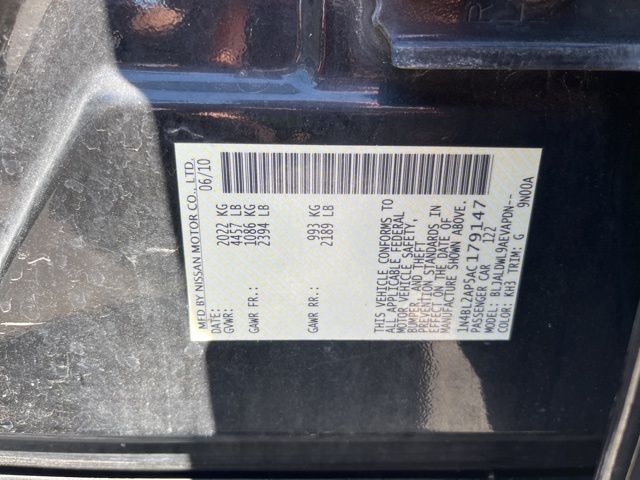 MFD BY NISSAN MOTOR CO., LTD.
DATE: 06/10
GVWR: 2022 KG
4457 LB
GAWR FR.: 1086 KG
2394 LB
GAWR RR.: 993 KG
2189 LB
THIS VEHICLE CONFORMS TO
ALL APPLICABLE FEDERAL
MOTOR VEHICLE SAFETY,
BUMPER, AND THEFT
PREVENTION STANDARDS IN
EFFECT ON THE DATE OF
MANUFACTURE SHOWN ABOVE.
1N4BL2AP5AC179147
PASSENGER CAR 122
MODEL: BLJALDWL9AEVAPDN--
COLOR: KH3 TRIM: G 9N00A